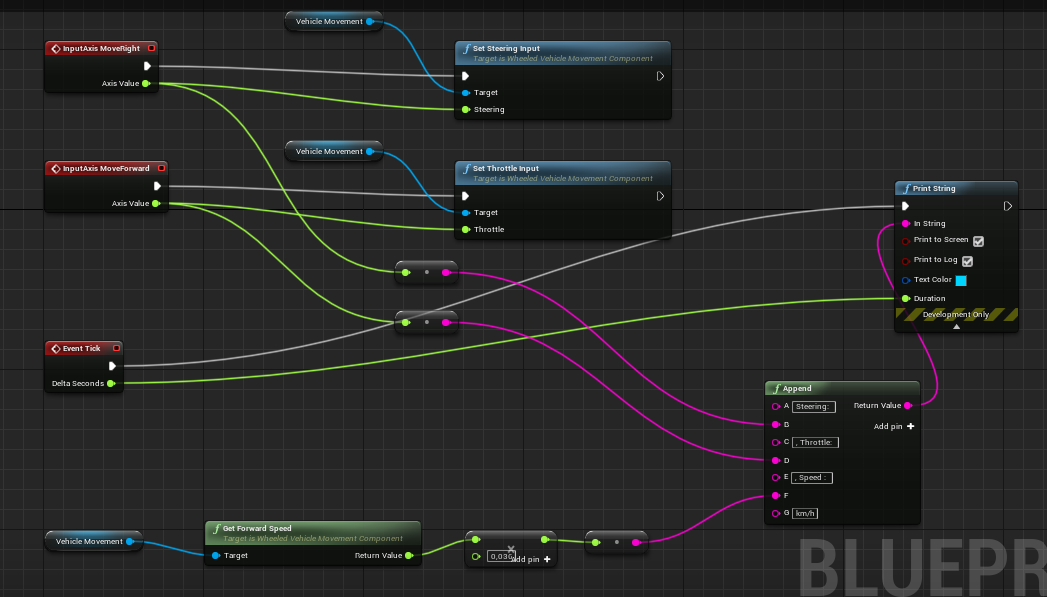 Vehicle Movement
InputAxis MoveRight
Axis Value
Set Steering Input
Target is Wheeled Vehicle Movement Component
Target
Steering
Vehicle Movement
InputAxis MoveForward
Axis Value
Set Throttle Input
Target is Wheeled Vehicle Movement Component
Target
Throttle
Print String
In String
Print to Screen
Print to Log
Text Color
Duration
Development Only
Event Tick
Delta Seconds
Append
A Steering: Return Value
B Add pin +
C , Throttle:
D
E , Speed :
F
G km/h
Vehicle Movement
Get Forward Speed
Target is Wheeled Vehicle Movement Component
Target Return Value
0,036 Add pin +
BLUEPR